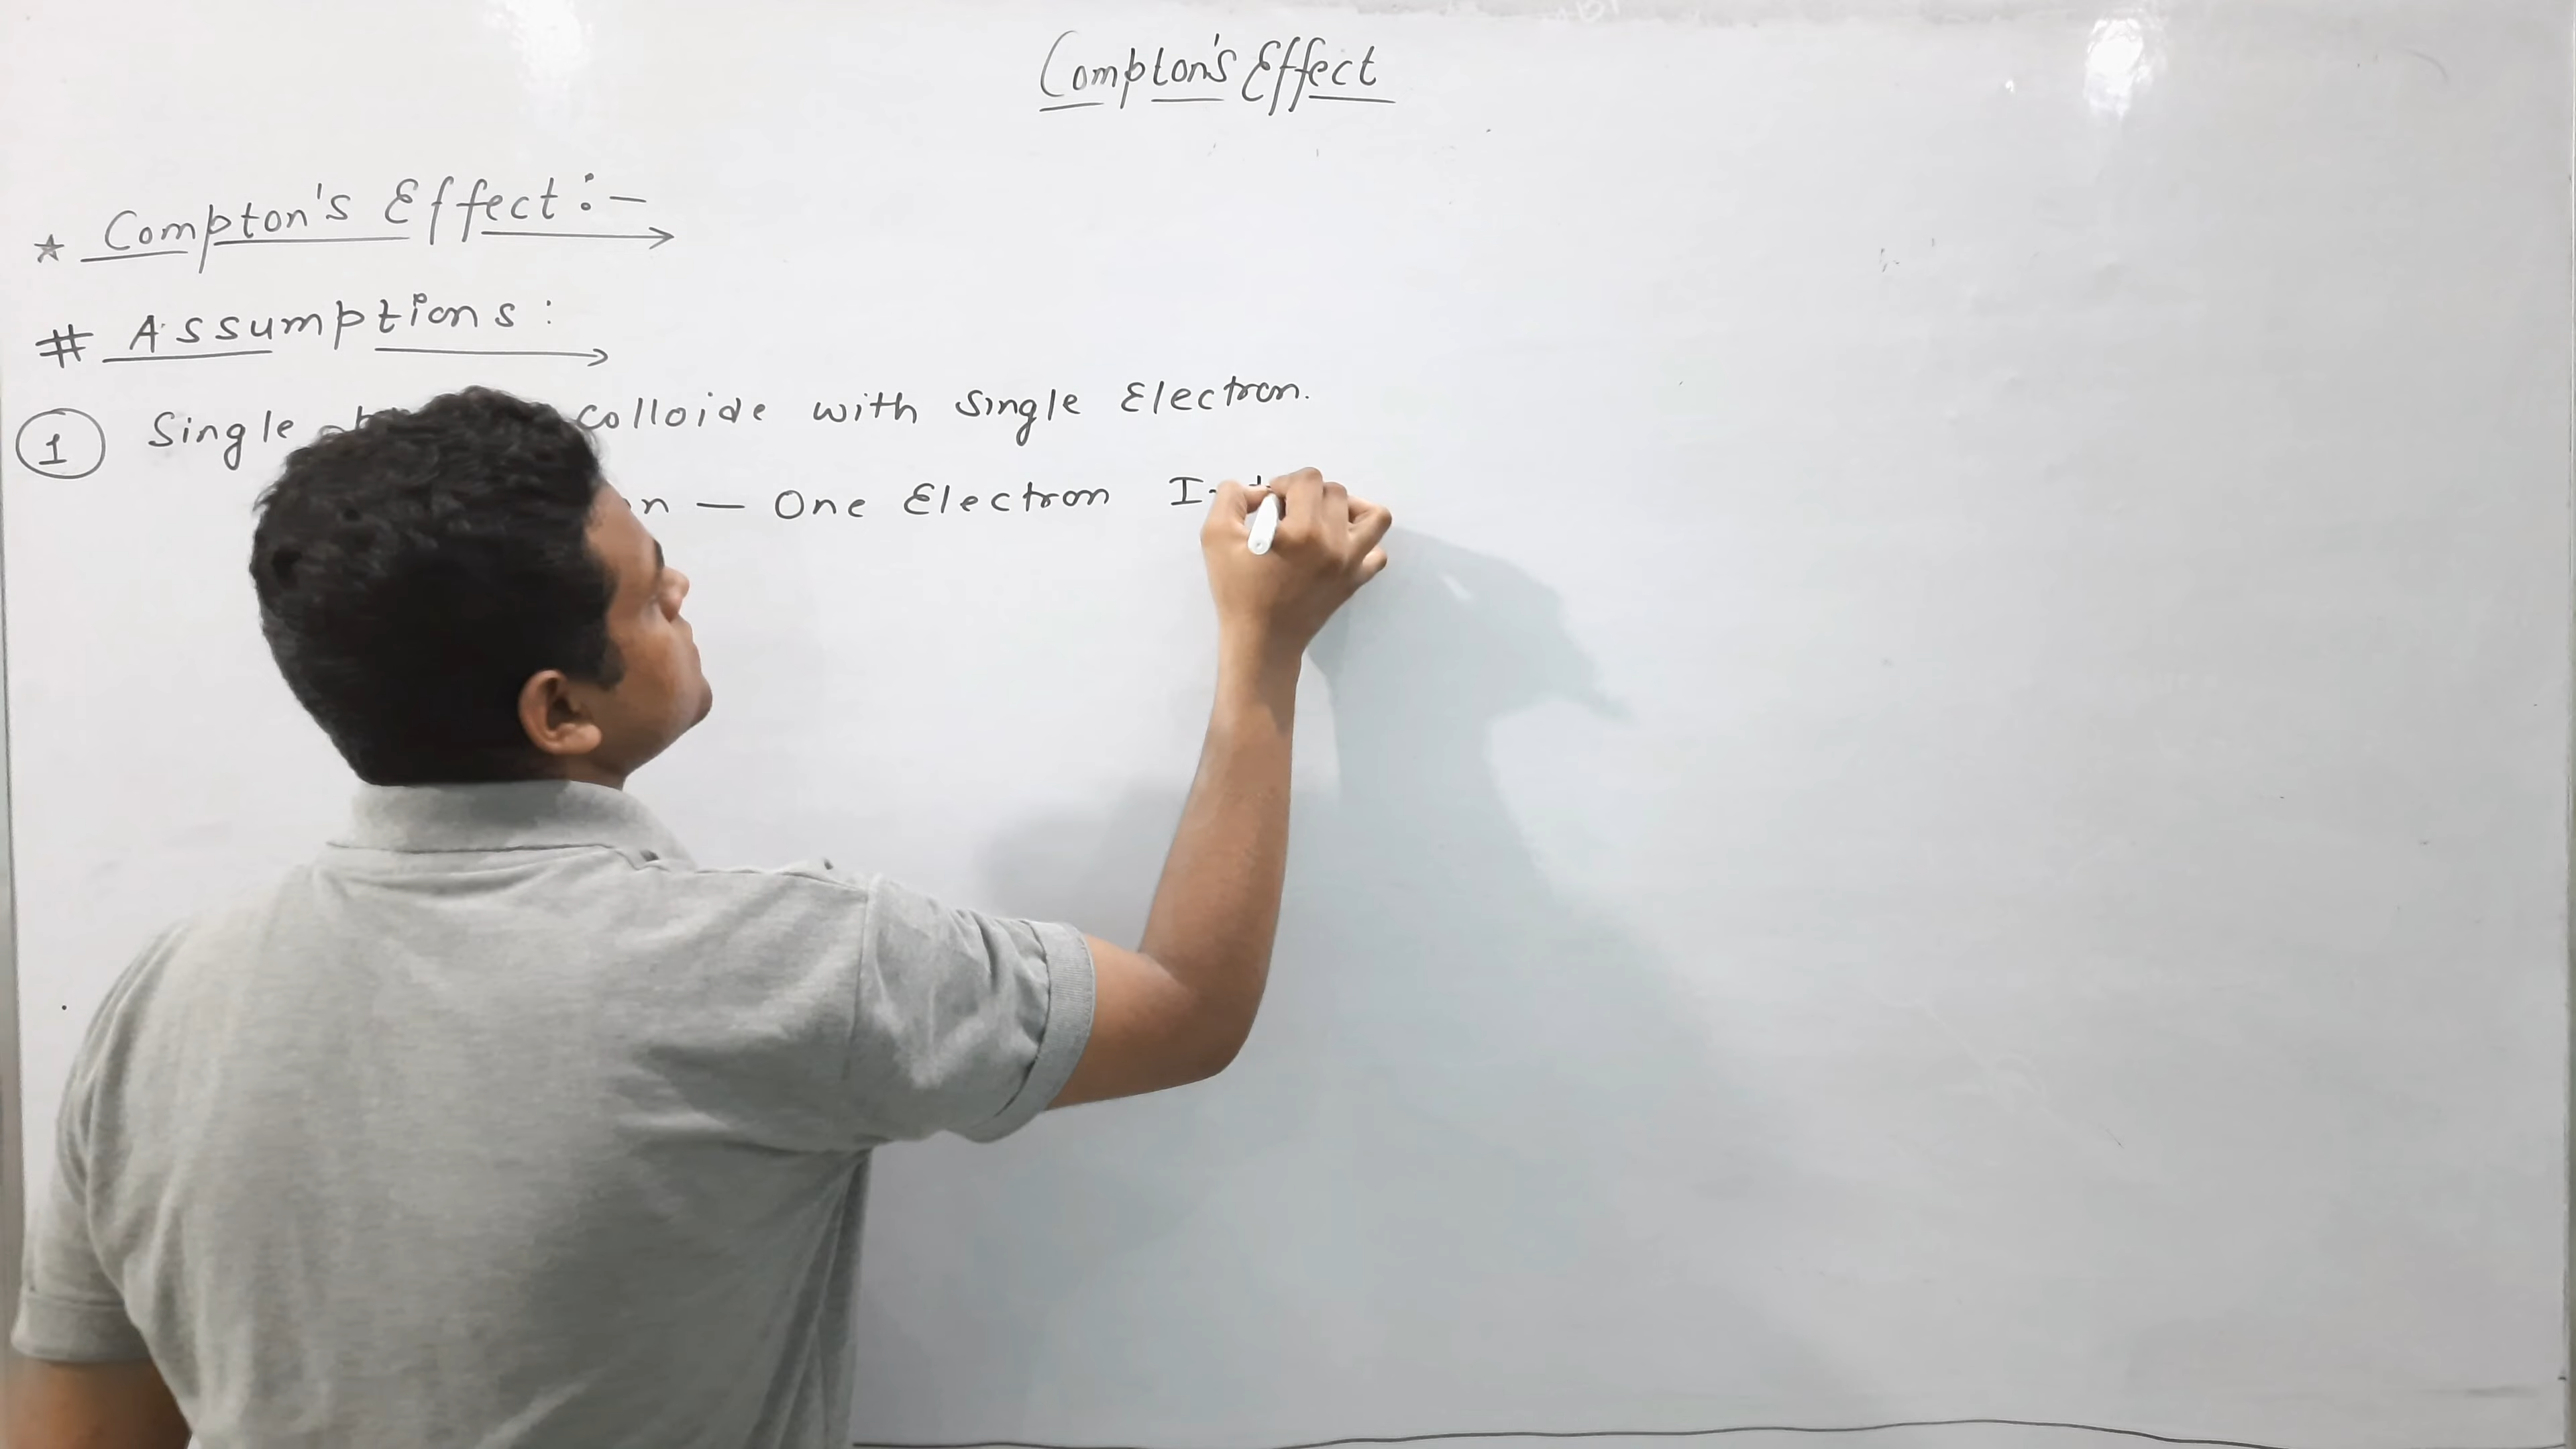 Compton's Effect
★ Compton's Effect :-
# Assumptions :
1 Single colloide with single Electron.
— One Electron